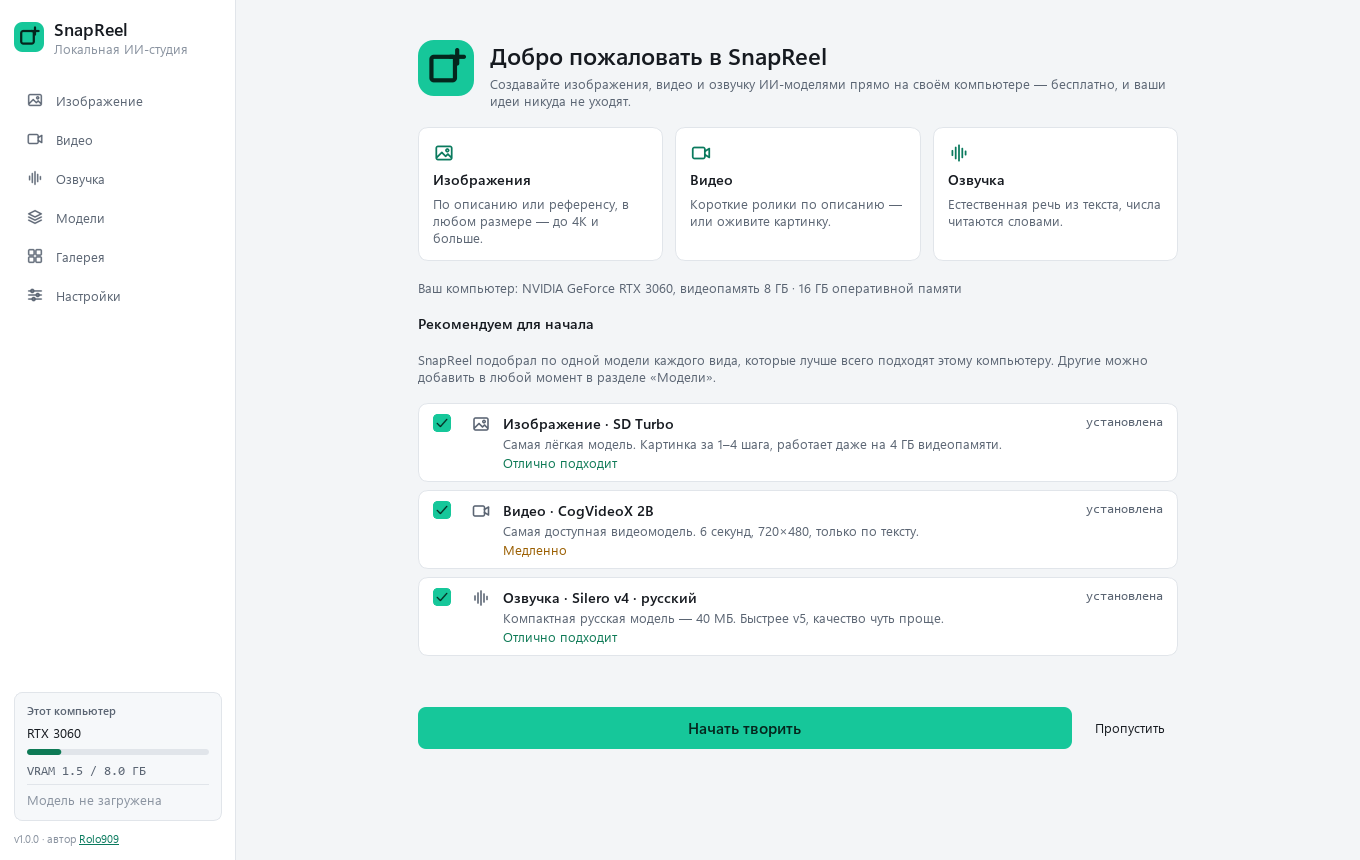 SnapReel
Локальная ИИ-студия
Изображение
Видео
Озвучка
Модели
Галерея
Настройки
Этот компьютер
RTX 3060
VRAM 1.5 / 8.0 ГБ
Модель не загружена
v1.0.0 · автор Rolo909
Добро пожаловать в SnapReel
Создавайте изображения, видео и озвучку ИИ-моделями прямо на своём компьютере — бесплатно, и ваши
идеи никуда не уходят.
Изображения
По описанию или референсу, в
любом размере — до 4K и
больше.
Видео
Короткие ролики по описанию —
или оживите картинку.
Озвучка
Естественная речь из текста, числа
читаются словами.
Ваш компьютер: NVIDIA GeForce RTX 3060, видеопамять 8 ГБ · 16 ГБ оперативной памяти
Рекомендуем для начала
SnapReel подобрал по одной модели каждого вида, которые лучше всего подходят этому компьютеру. Другие можно
добавить в любой момент в разделе «Модели».
Изображение · SD Turbo
установлена
Самая лёгкая модель. Картинка за 1–4 шага, работает даже на 4 ГБ видеопамяти.
Отлично подходит
Видео · CogVideoX 2B
установлена
Самая доступная видеомодель. 6 секунд, 720×480, только по тексту.
Медленно
Озвучка · Silero v4 · русский
установлена
Компактная русская модель — 40 МБ. Быстрее v5, качество чуть проще.
Отлично подходит
Начать творить
Пропустить